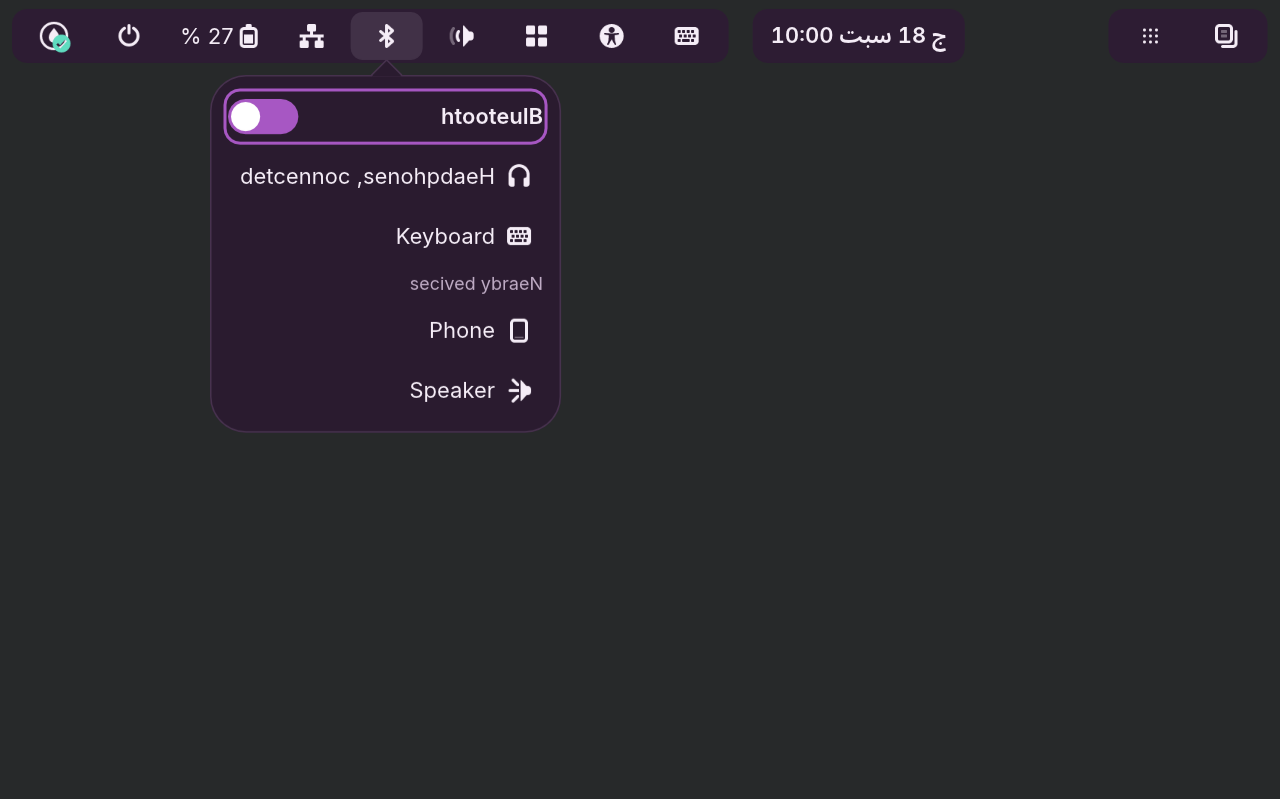 % 27
10:00 ج 18 سبت
htooteulB
detcennoc ,senohpdaeH
Keyboard
secived ybraeN
Phone
Speaker